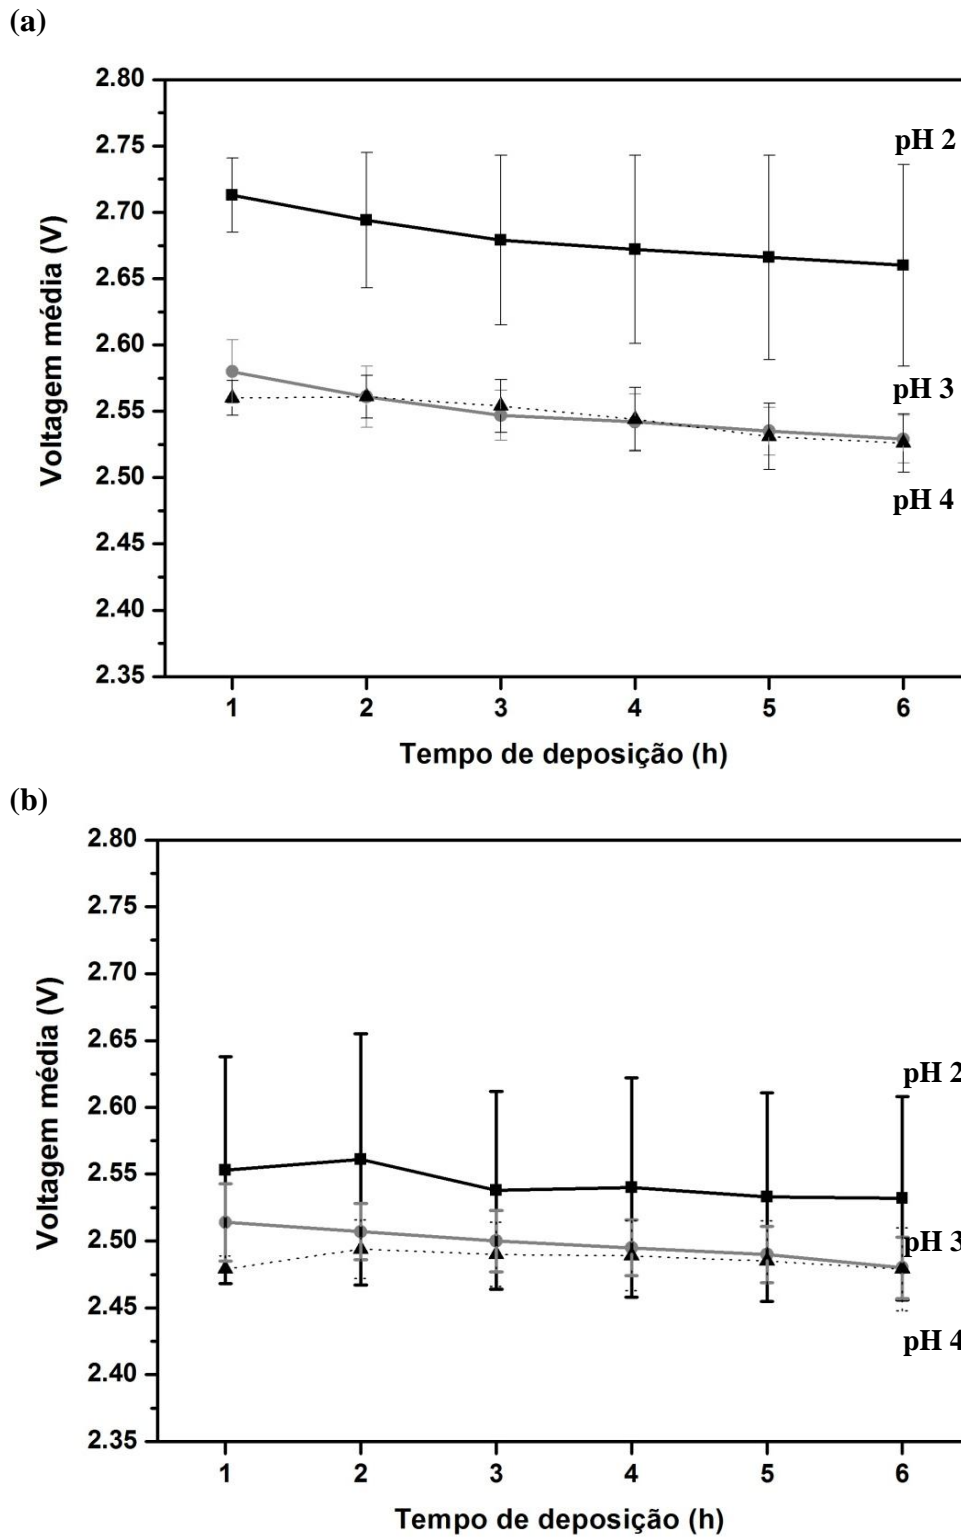 (a)
2.80
2.75
pH 2
2.70
2.65
2.60
2.55
pH 3
2.50
pH 4
2.45
2.40
2.35
Voltagem média (V)
1 2 3 4 5 6
Tempo de deposição (h)
(b)
2.80
2.75
2.70
2.65
pH 2
2.60
2.55
2.50
pH 3
2.45
pH 4
2.40
2.35
Voltagem média (V)
1 2 3 4 5 6
Tempo de deposição (h)